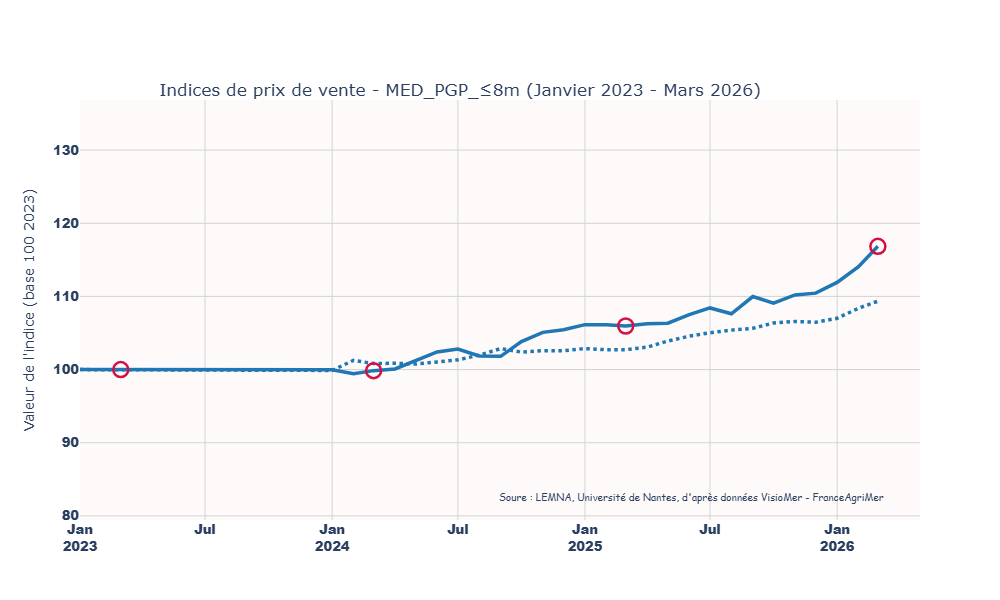 Indices de prix de vente - MED_PGP_≤8m (Janvier 2023 - Mars 2026)
Valeur de l'indice (base 100 2023)
130
120
110
100
90
80
Soure : LEMNA, Université de Nantes, d'après données VisioMer - FranceAgriMer
Jan
2023
Jul
Jan
2024
Jul
Jan
2025
Jul
Jan
2026